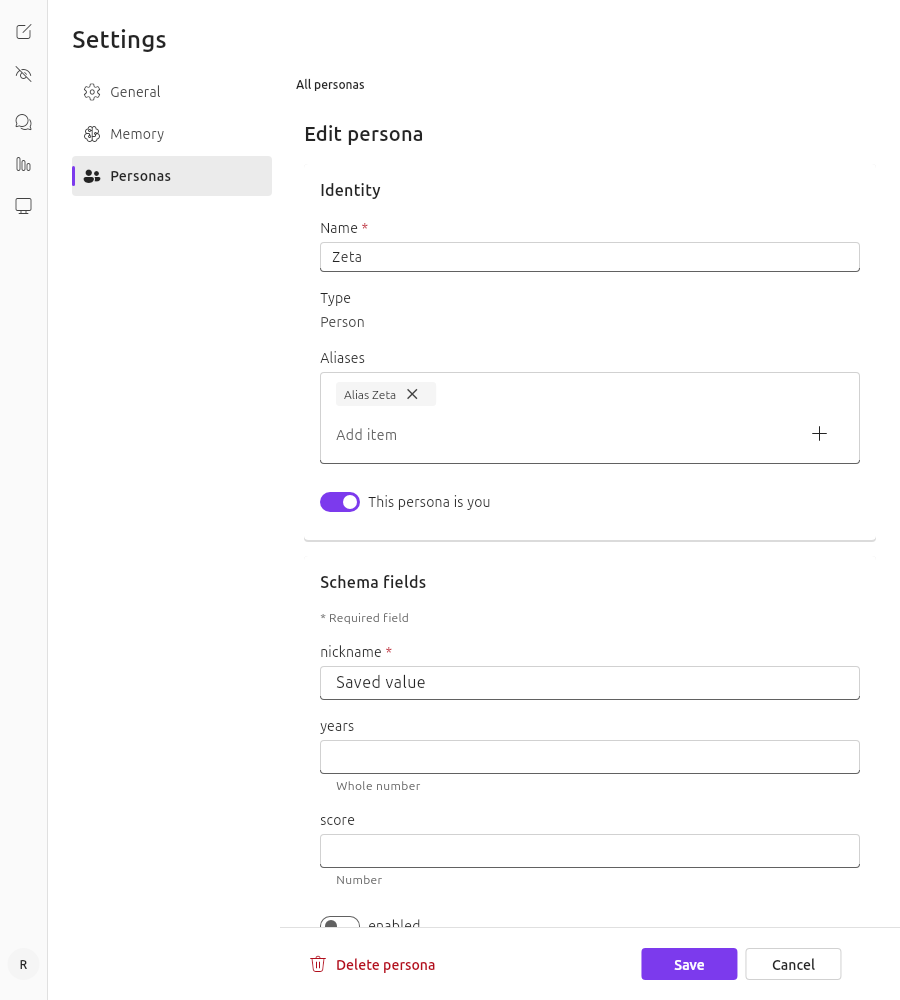 Settings
General
Memory
Personas
All personas
Edit persona
Identity
Name *
Zeta
Type
Person
Aliases
Alias Zeta
Add item
This persona is you
Schema fields
* Required field
nickname *
Saved value
years
Whole number
score
Number
enabled
R
Delete persona
Save
Cancel